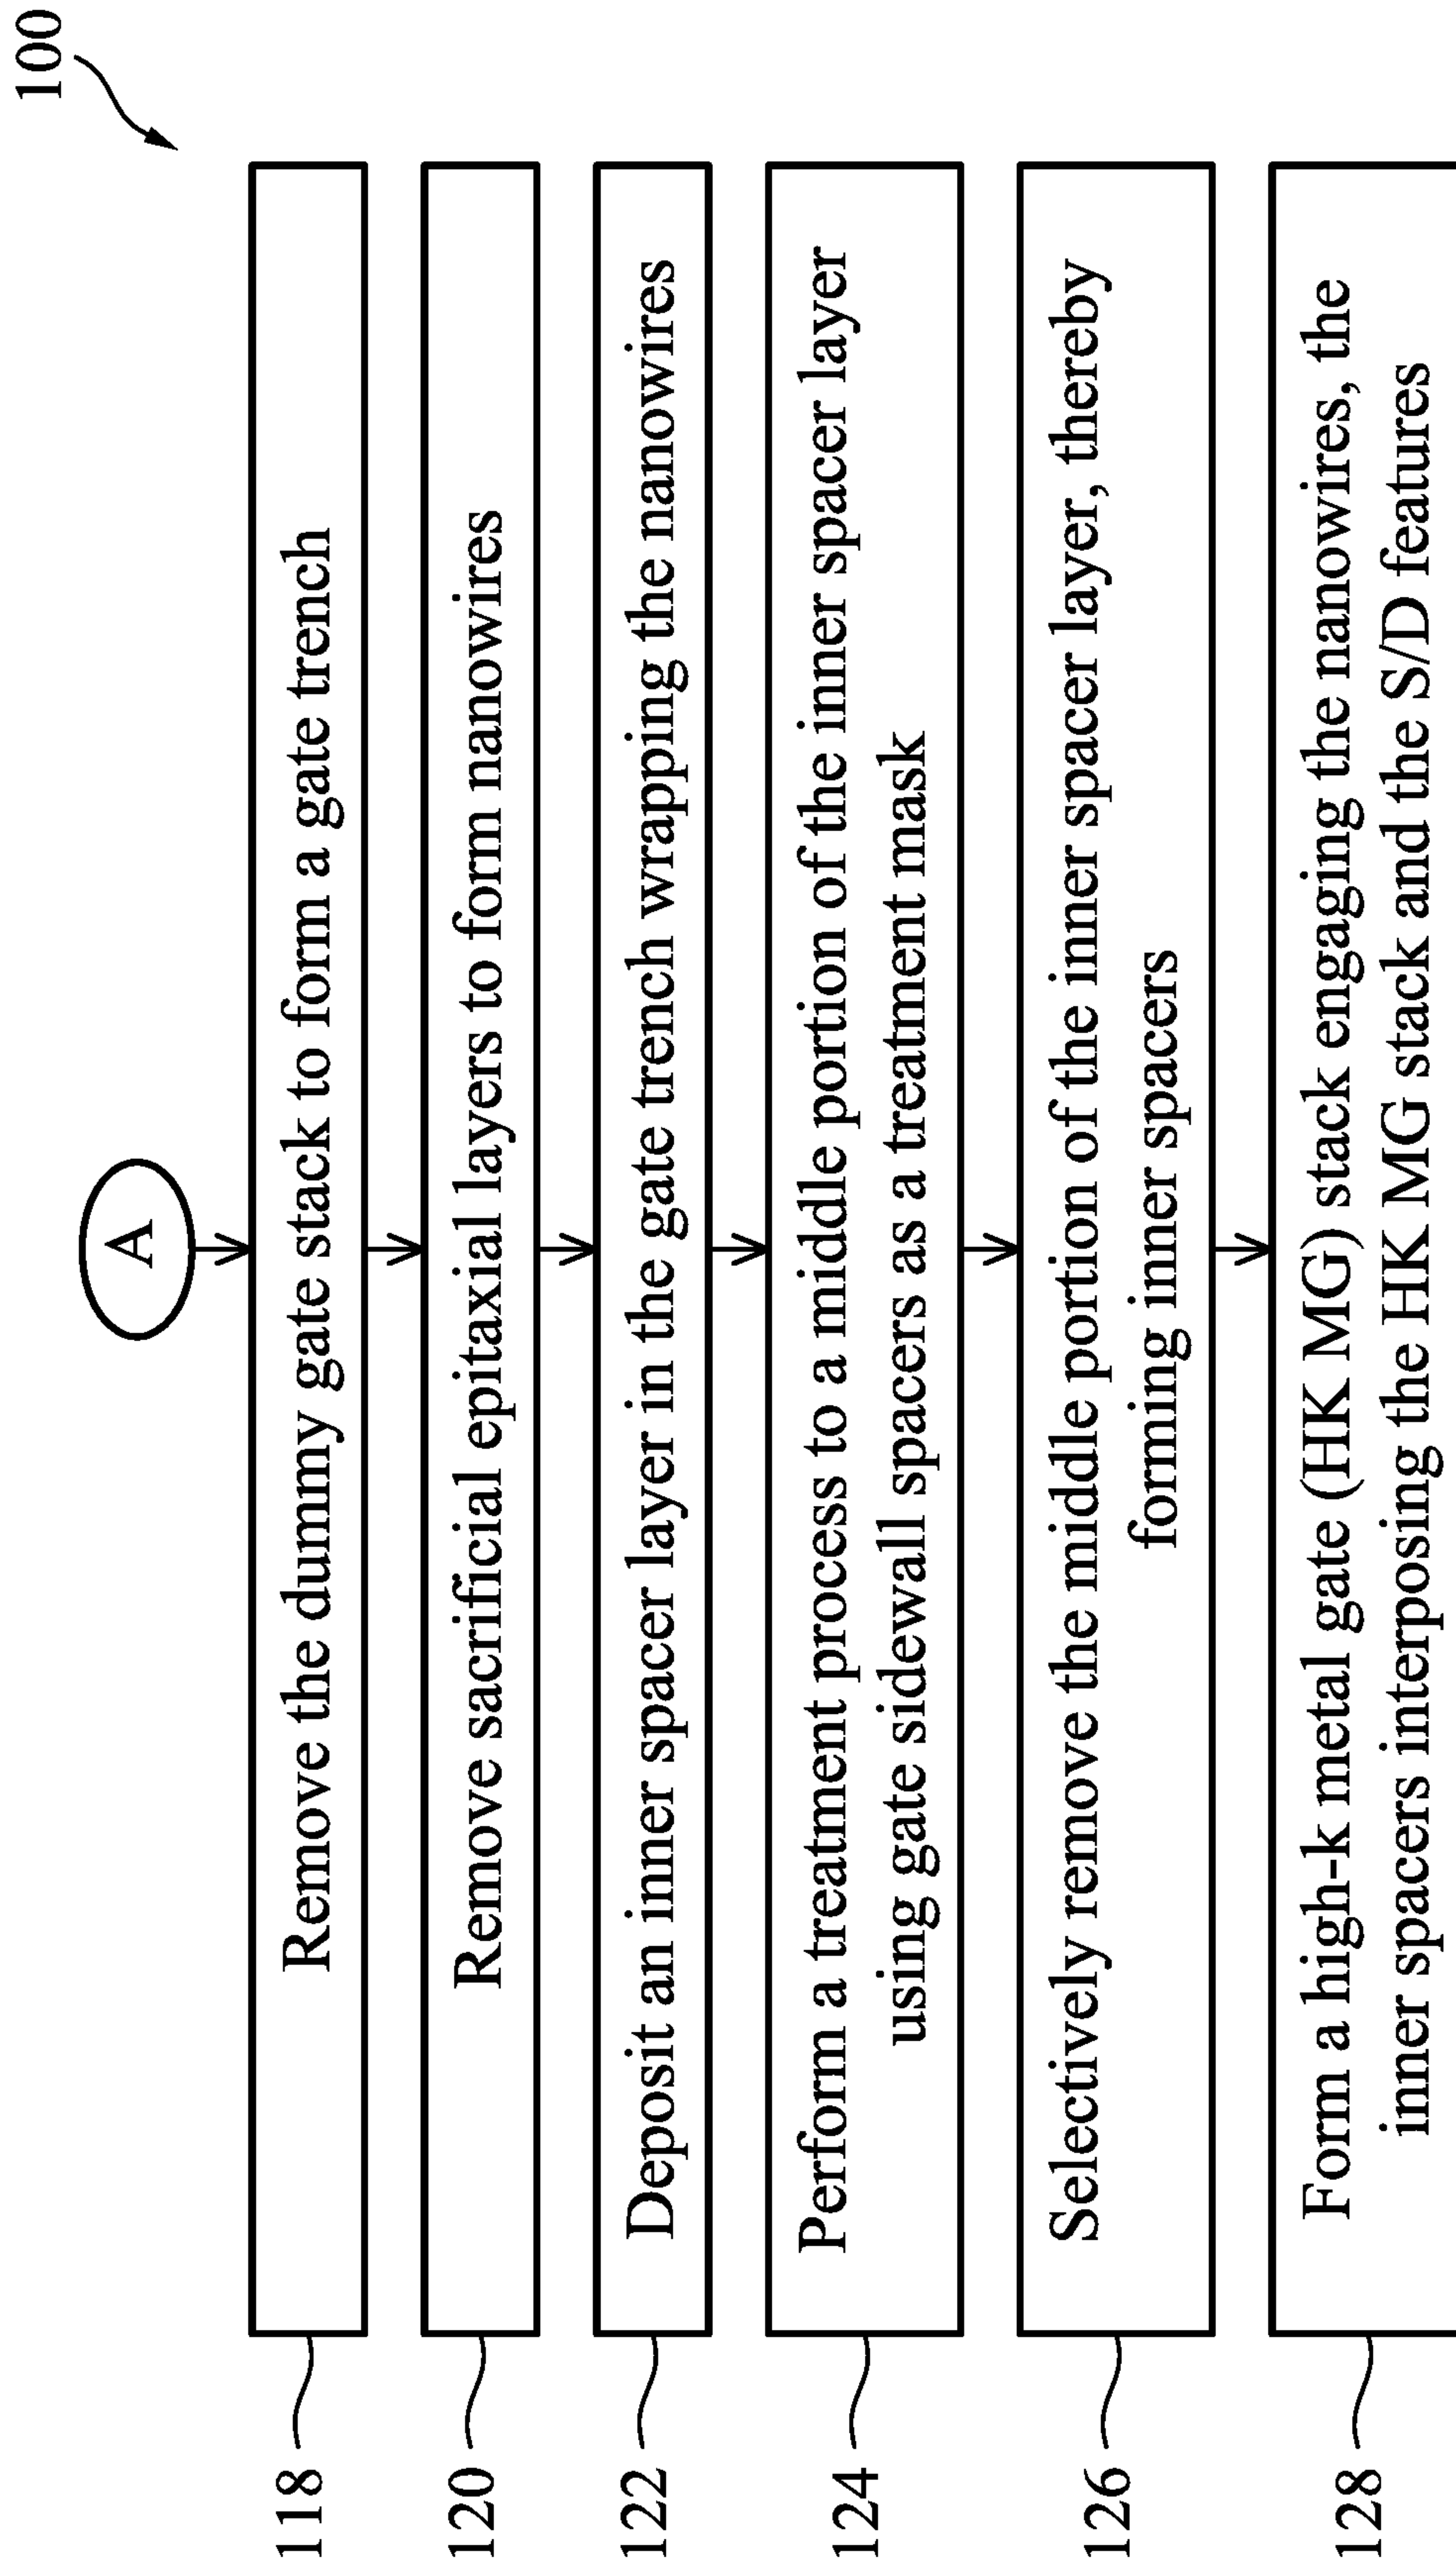 100
A
118
Remove the dummy gate stack to form a gate trench
120
Remove sacrificial epitaxial layers to form nanowires
122
Deposit an inner spacer layer in the gate trench wrapping the nanowires
124
Perform a treatment process to a middle portion of the inner spacer layer
using gate sidewall spacers as a treatment mask
126
Selectively remove the middle portion of the inner spacer layer, thereby
forming inner spacers
128
Form a high-k metal gate (HK MG) stack engaging the nanowires, the
inner spacers interposing the HK MG stack and the S/D features